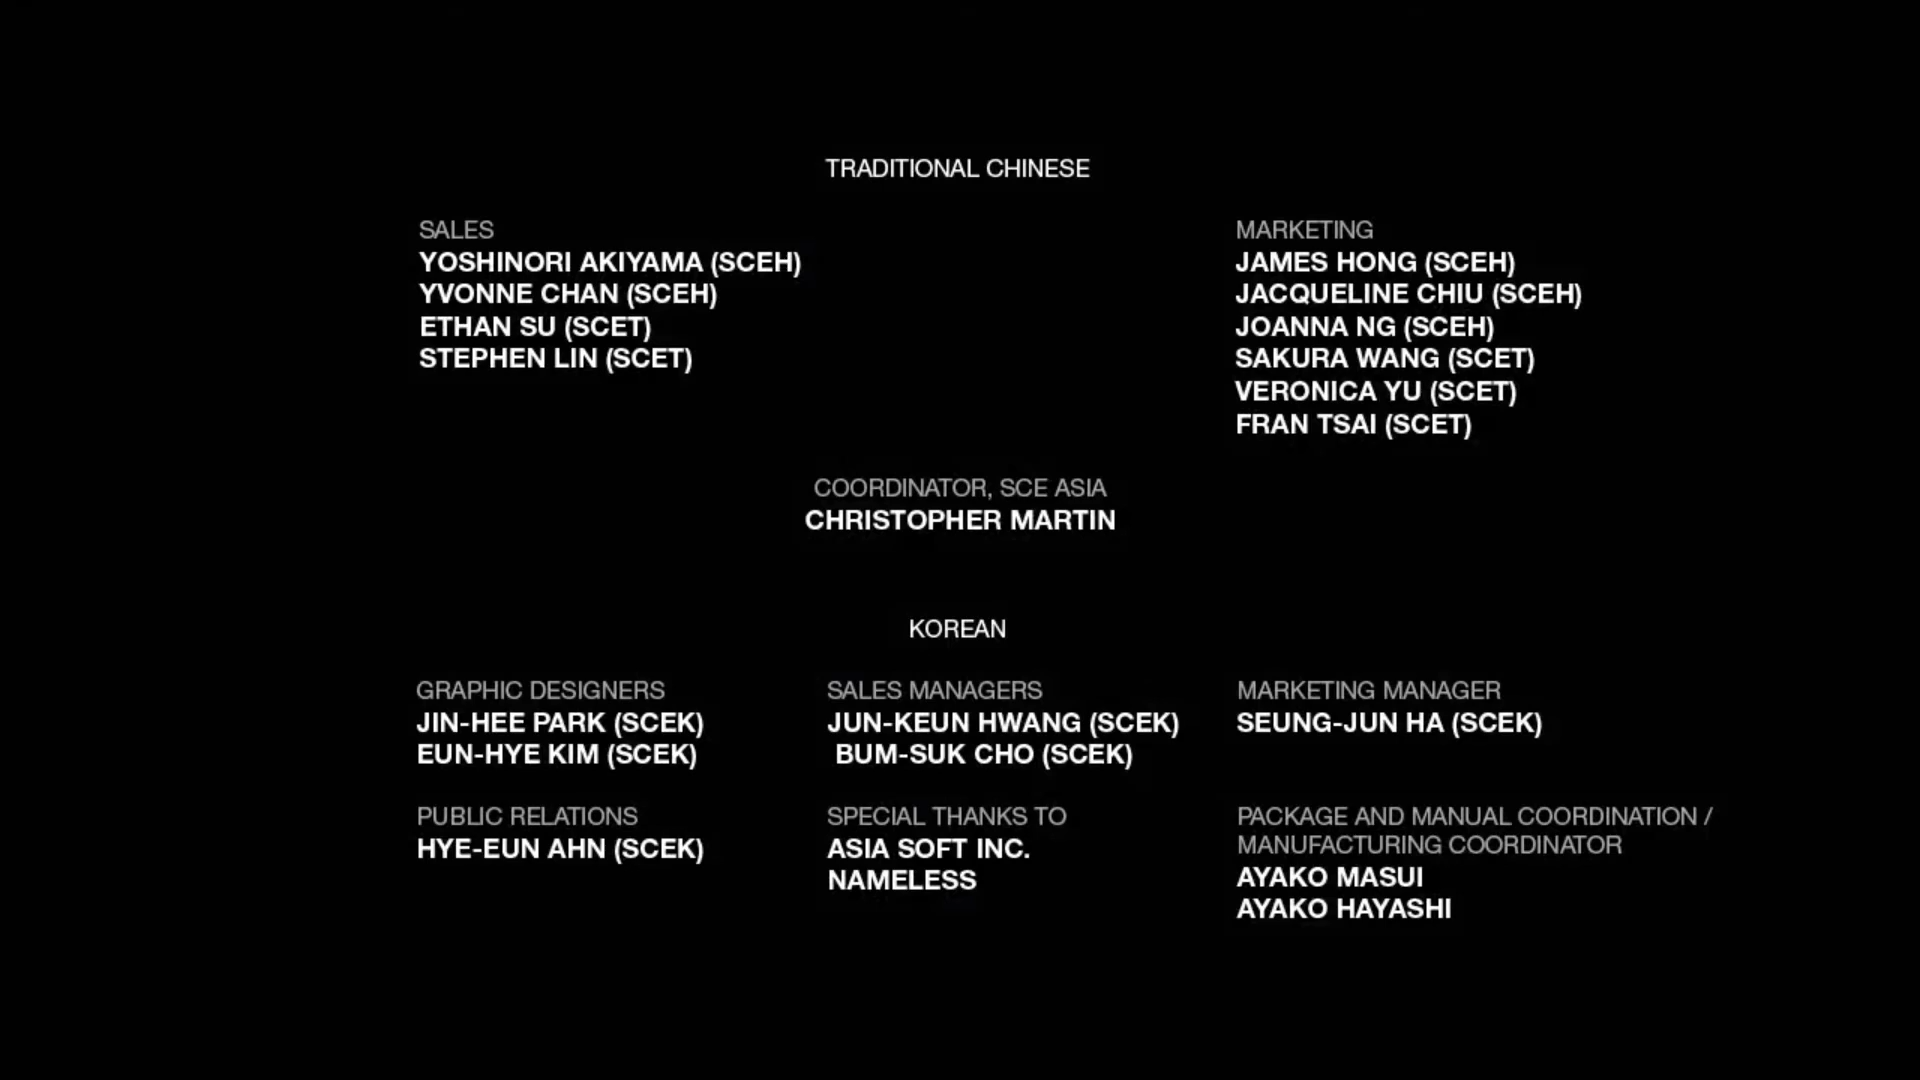 TRADITIONAL CHINESE
SALES
YOSHINORI AKIYAMA (SCEH)
YVONNE CHAN (SCEH)
ETHAN SU (SCET)
STEPHEN LIN (SCET)
MARKETING
JAMES HONG (SCEH)
JACQUELINE CHIU (SCEH)
JOANNA NG (SCEH)
SAKURA WANG (SCET)
VERONICA YU (SCET)
FRAN TSAI (SCET)
COORDINATOR, SCE ASIA
CHRISTOPHER MARTIN
KOREAN
GRAPHIC DESIGNERS
JIN-HEE PARK (SCEK)
EUN-HYE KIM (SCEK)
SALES MANAGERS
JUN-KEUN HWANG (SCEK)
BUM-SUK CHO (SCEK)
MARKETING MANAGER
SEUNG-JUN HA (SCEK)
PUBLIC RELATIONS
HYE-EUN AHN (SCEK)
SPECIAL THANKS TO
ASIA SOFT INC.
NAMELESS
PACKAGE AND MANUAL COORDINATION /
MANUFACTURING COORDINATOR
AYAKO MASUI
AYAKO HAYASHI